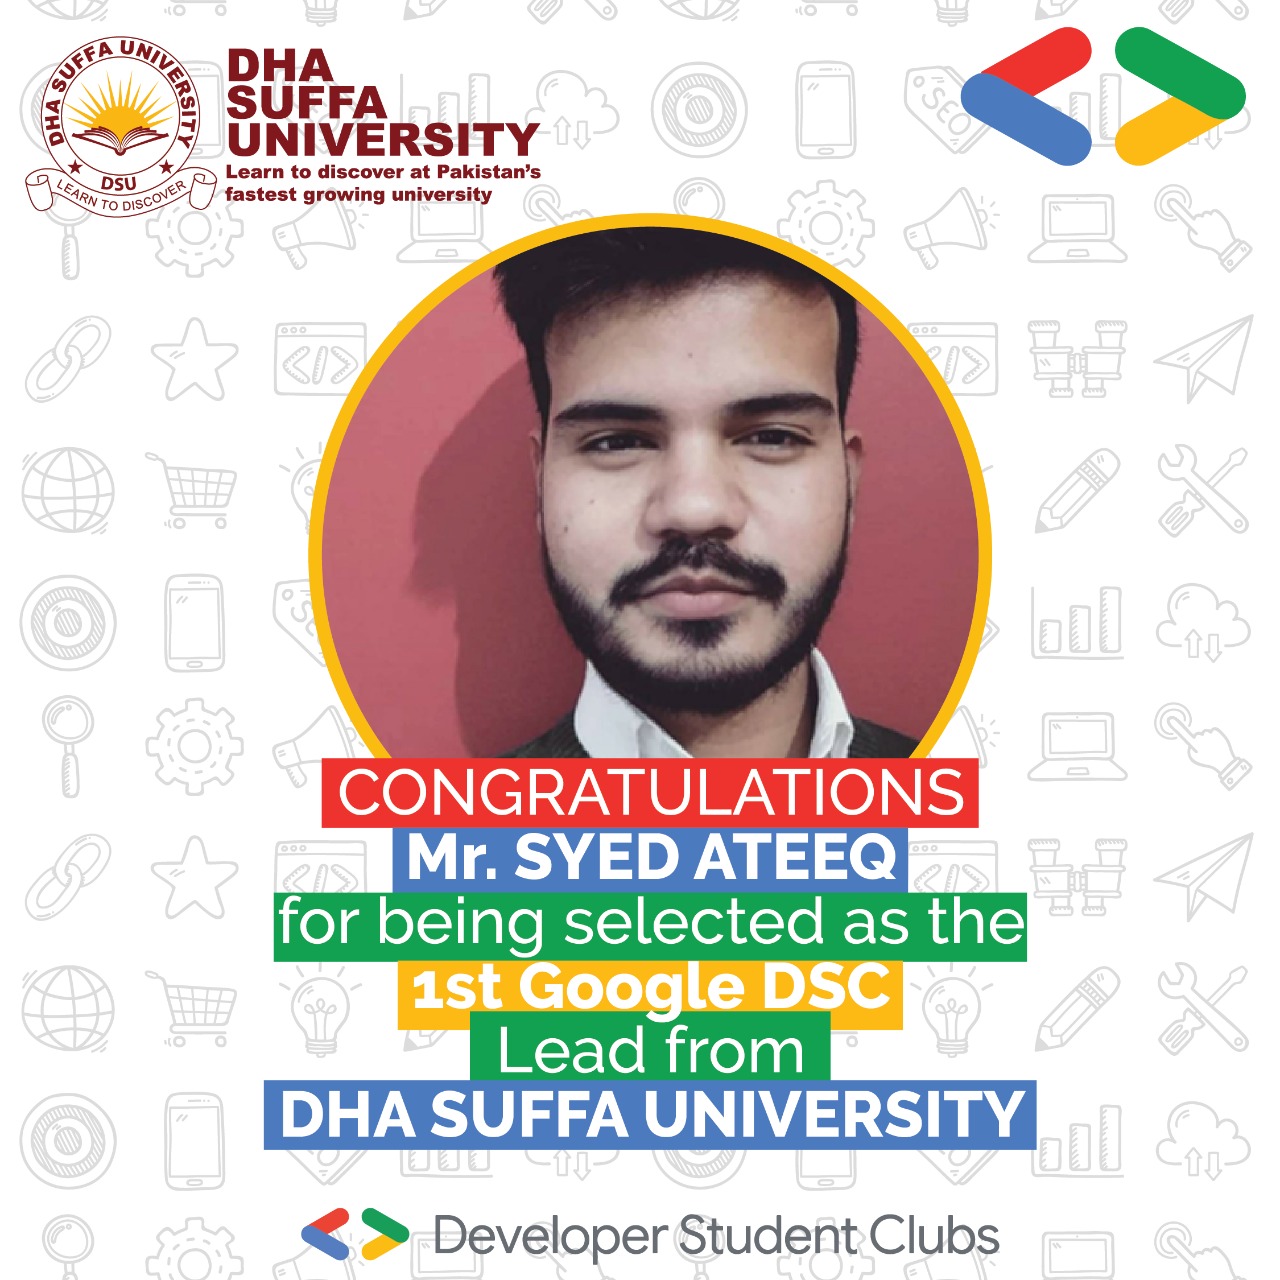 DHA SUFFA UNIVERSITY
DSU
LEARN TO DISCOVER
DHA
SUFFA
UNIVERSITY
Learn to discover at Pakistan's
fastest growing university
SEO
CONGRATULATIONS
Mr. SYED ATEEQ
for being selected as the
1st Google DSC
Lead from
DHA SUFFA UNIVERSITY
Developer Student Clubs